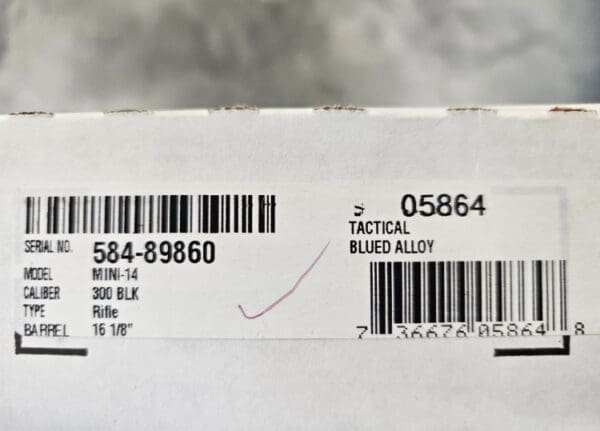 SERIAL NO. 584-89860
MODEL MINI-14
CALIBER 300 BLK
TYPE Rifle
BARREL 16 1/8"
S 05864
TACTICAL
BLUED ALLOY
7 36676 05864 8